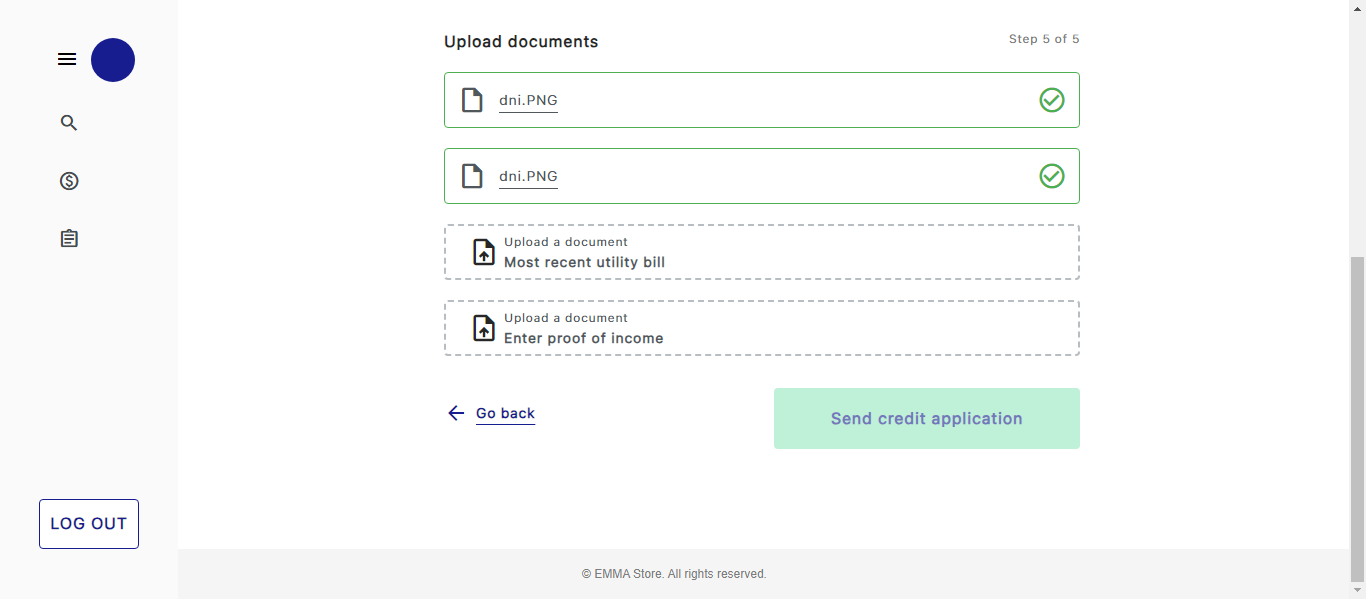 Upload documents
Step 5 of 5
dni.PNG
dni.PNG
Upload a document
Most recent utility bill
Upload a document
Enter proof of income
Go back
Send credit application
LOG OUT
© EMMA Store. All rights reserved.